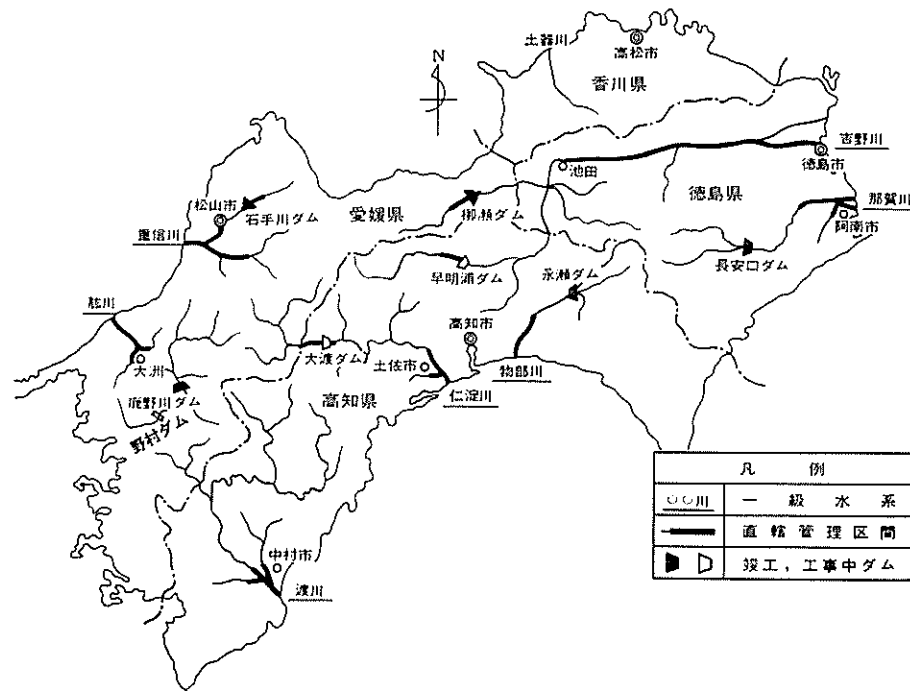 土器川
高松市
香川県
N
吉野川
徳島市
池田
徳島県
松山市
石手川ダム
愛媛県
柳瀬ダム
那賀川
阿南市
重信川
長安口ダム
早明浦ダム
永瀬ダム
肱川
高知市
大洲
大渡ダム
土佐市
物部川
鹿野川ダム
高知県
仁淀川
野村ダム
凡例
○○川 一級水系
直轄管理区間
竣工，工事中ダム
中村市
渡川